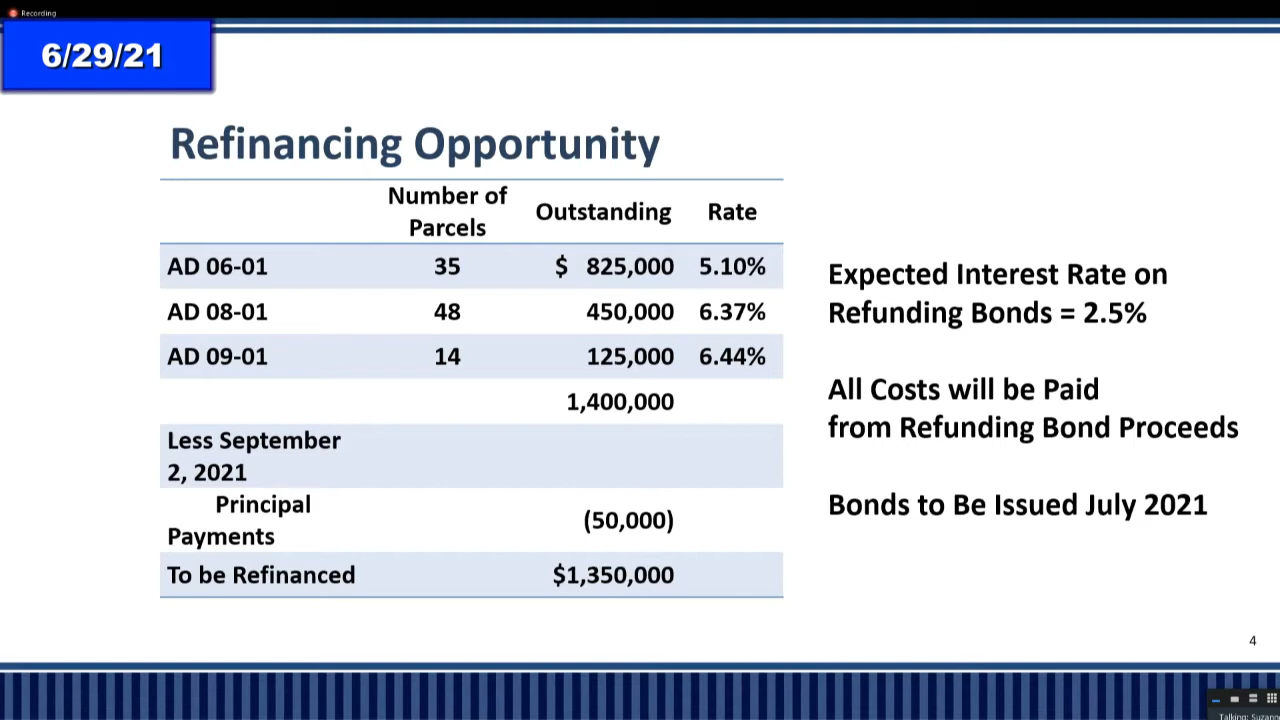 Recording
6/29/21
Refinancing Opportunity
Number of
Parcels
Outstanding
Rate
AD 06-01 35 $ 825,000 5.10%
AD 08-01 48 450,000 6.37%
AD 09-01 14 125,000 6.44%
1,400,000
Less September
2, 2021
Principal
Payments
(50,000)
To be Refinanced $1,350,000
Expected Interest Rate on
Refunding Bonds = 2.5%
All Costs will be Paid
from Refunding Bond Proceeds
Bonds to Be Issued July 2021
4
Talking: